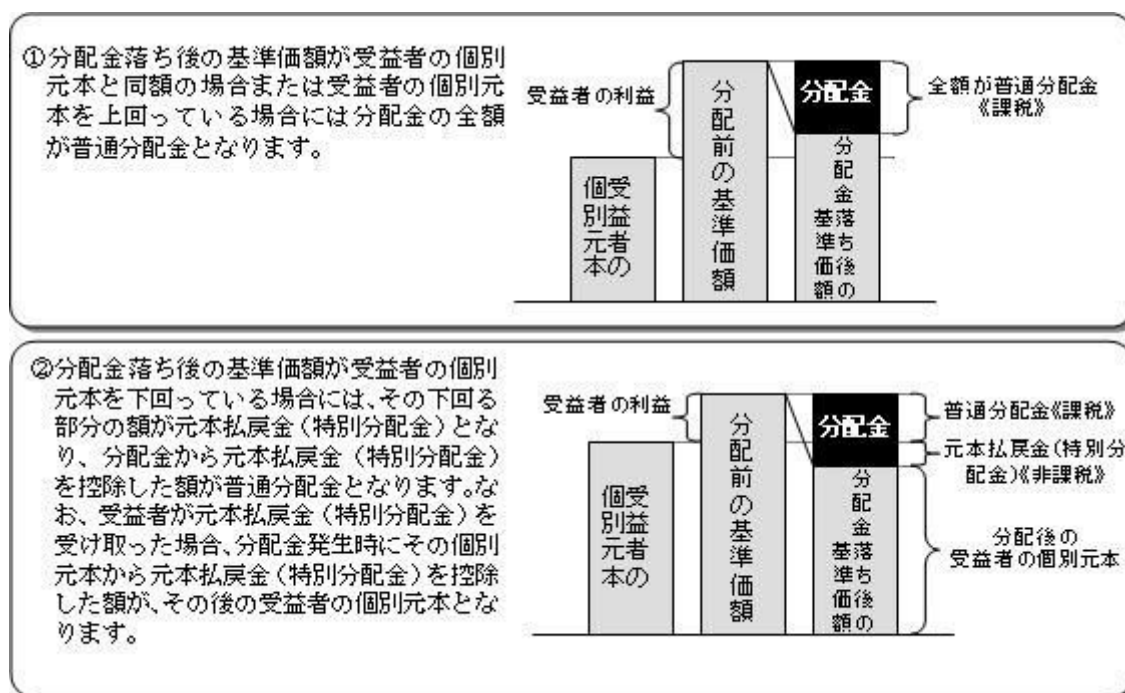 ①分配金落ち後の基準価額が受益者の個別
元本と同額の場合または受益者の個別元
本を上回っている場合には分配金の全額
が普通分配金となります。
受益者の利益
受益者の
個別元本
分配前の基準価額
分配金
分配金落ち後の
基準価額
全額が普通分配金
《課税》
②分配金落ち後の基準価額が受益者の個別
元本を下回っている場合には、その下回る
部分の額が元本払戻金(特別分配金)とな
り、分配金から元本払戻金(特別分配金)
を控除した額が普通分配金となります。な
お、受益者が元本払戻金(特別分配金)を
受け取った場合、分配金発生時にその個別
元本から元本払戻金(特別分配金)を控除
した額が、その後の受益者の個別元本とな
ります。
受益者の利益
受益者の
個別元本
分配前の基準価額
分配金
分配金落ち後の
基準価額
普通分配金《課税》
元本払戻金(特別分
配金)《非課税》
分配後の
受益者の個別元本